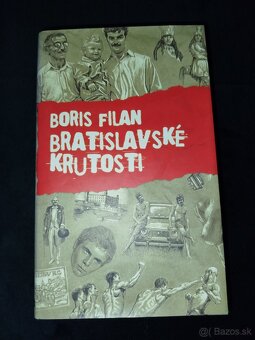 BORIS FILAN
BRATISLAVSKÉ
KRUTOSTI
© Bazos.sk